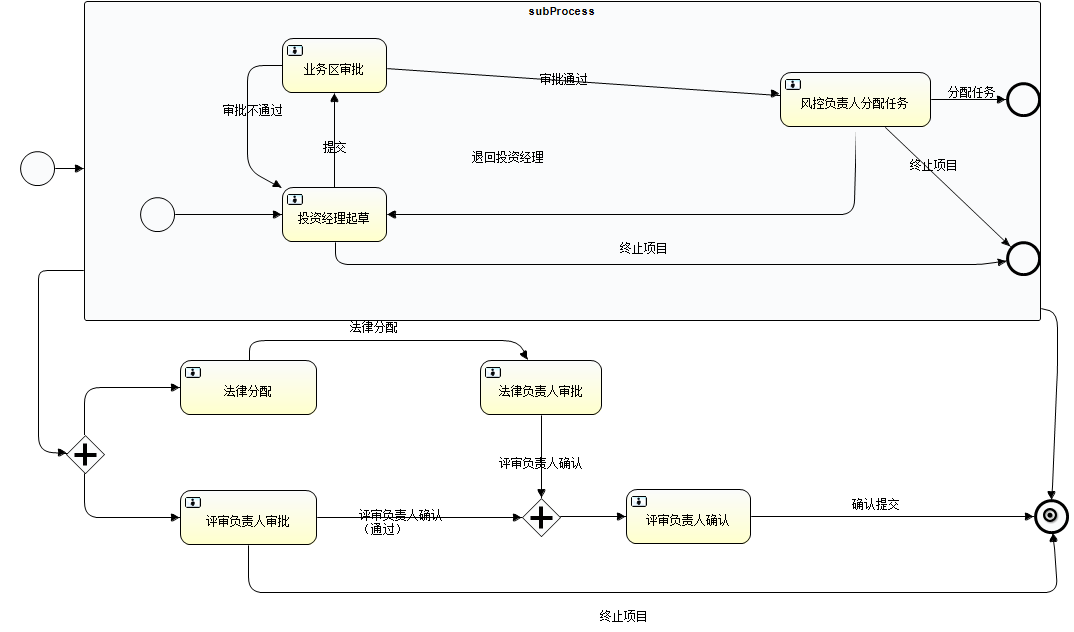 subProcess
业务区审批
审批通过
风控负责人分配任务
分配任务
审批不通过
提交
退回投资经理
终止项目
投资经理起草
终止项目
法律分配
法律分配
法律负责人审批
评审负责人确认
评审负责人审批
评审负责人确认
（通过）
评审负责人确认
确认提交
终止项目